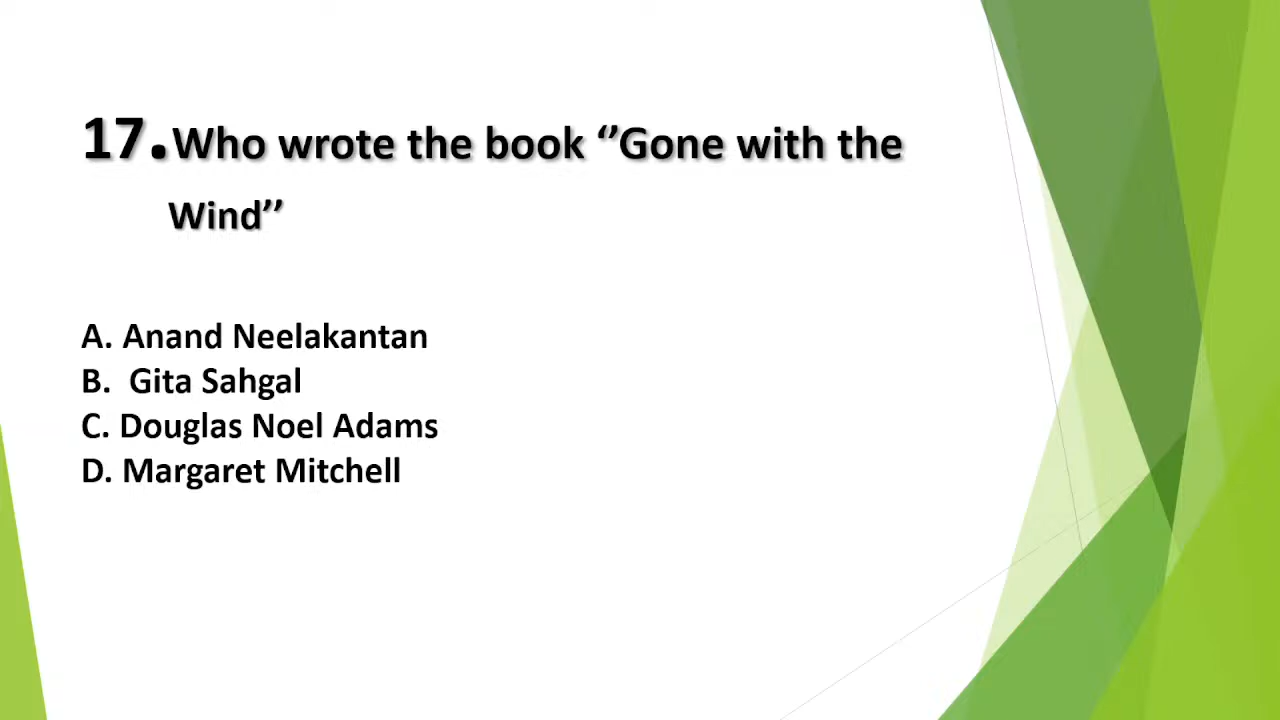 17.Who wrote the book ‘’Gone with the
Wind’’
A. Anand Neelakantan
B. Gita Sahgal
C. Douglas Noel Adams
D. Margaret Mitchell